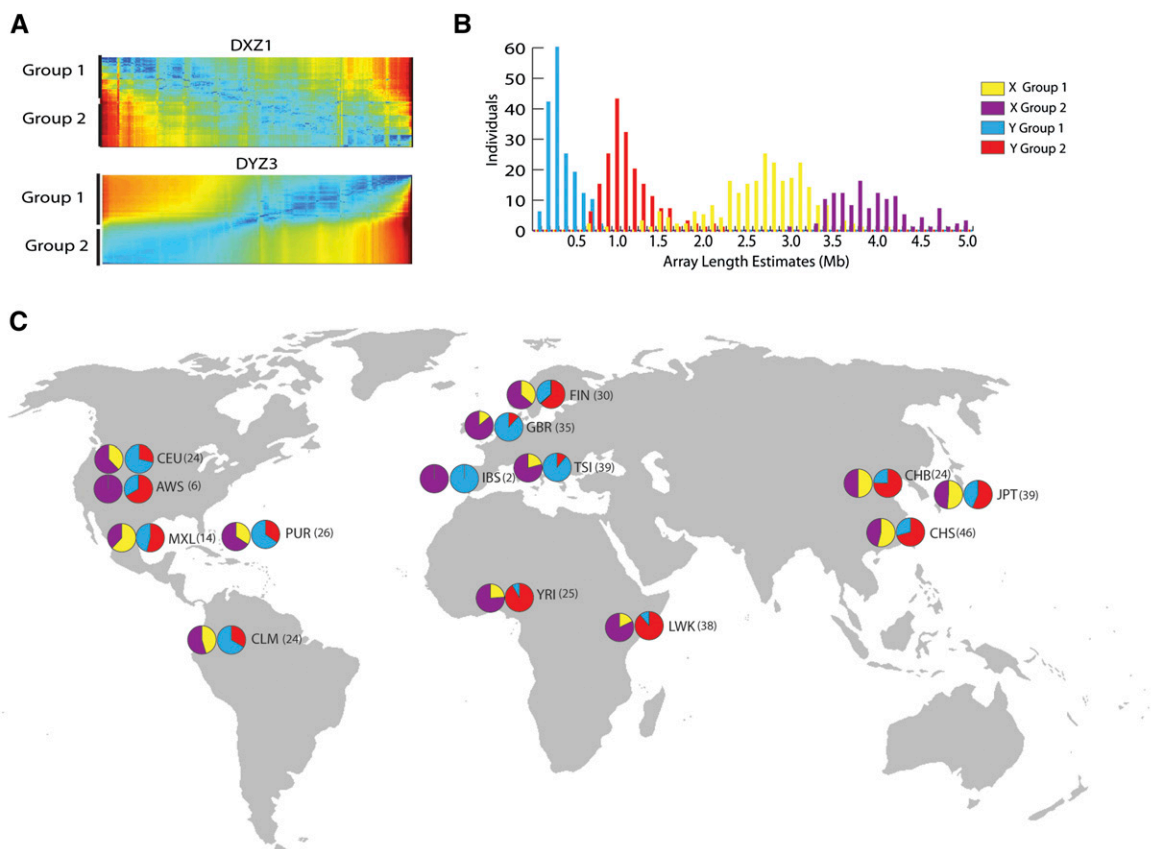 A
DXZ1
Group 1
Group 2
DYZ3
Group 1
Group 2
B
60
50
40
30
20
10
0
Individuals
0.5 1.0 1.5 2.0 2.5 3.0 3.5 4.0 4.5 5.0
Array Length Estimates (Mb)
X Group 1
X Group 2
Y Group 1
Y Group 2
C
FIN (30)
GBR (35)
CEU (24)
TSI (39)
IBS (2)
AWS (6)
CHB (24)
JPT (39)
MXL (14)
PUR (26)
CHS (46)
YRI (25)
LWK (38)
CLM (24)